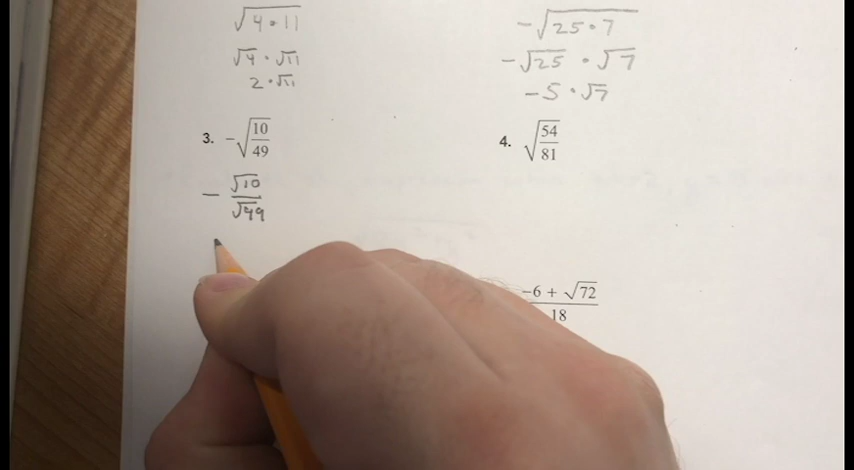 √4•11
√4 • √11
2 • √11
-√25•7
-√25 • √7
-5 • √7
3. -√10/49
-√10/√49
4. √54/81
-6 + √72
18